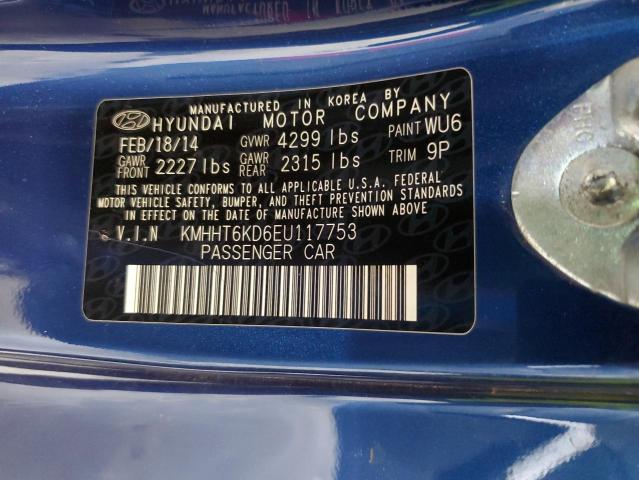 MANUFACTURED IN KOREA BY
HYUNDAI MOTOR COMPANY
FEB/18/14 GVWR 4299 lbs PAINT WU6
GAWR FRONT 2227 lbs GAWR REAR 2315 lbs TRIM 9P
THIS VEHICLE CONFORMS TO ALL APPLICABLE U.S.A. FEDERAL
MOTOR VEHICLE SAFETY, BUMPER, AND THEFT PREVENTION STANDARDS
IN EFFECT ON THE DATE OF MANUFACTURE SHOWN ABOVE.
V.I.N KMHHT6KD6EU117753
PASSENGER CAR